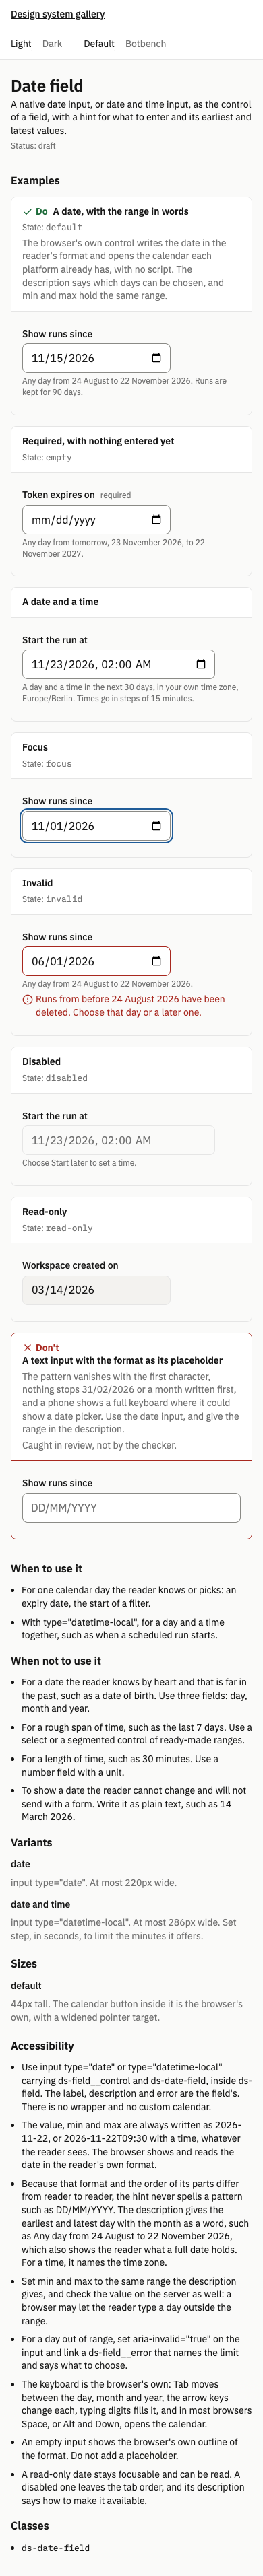 Design system gallery
Light Dark Default Botbench
Date field
A native date input, or date and time input, as the control
of a field, with a hint for what to enter and its earliest and
latest values.
Status: draft
Examples
Do A date, with the range in words
State: default
The browser's own control writes the date in the
reader's format and opens the calendar each
platform already has, with no script. The
description says which days can be chosen, and
min and max hold the same range.
Show runs since
11/15/2026
Any day from 24 August to 22 November 2026. Runs are
kept for 90 days.
Required, with nothing entered yet
State: empty
Token expires on required
mm/dd/yyyy
Any day from tomorrow, 23 November 2026, to 22
November 2027.
A date and a time
Start the run at
11/23/2026, 02:00 AM
A day and a time in the next 30 days, in your own time zone,
Europe/Berlin. Times go in steps of 15 minutes.
Focus
State: focus
Show runs since
11/01/2026
Invalid
State: invalid
Show runs since
06/01/2026
Any day from 24 August to 22 November 2026.
Runs from before 24 August 2026 have been
deleted. Choose that day or a later one.
Disabled
State: disabled
Start the run at
11/23/2026, 02:00 AM
Choose Start later to set a time.
Read-only
State: read-only
Workspace created on
03/14/2026
Don't
A text input with the format as its placeholder
The pattern vanishes with the first character,
nothing stops 31/02/2026 or a month written first,
and a phone shows a full keyboard where it could
show a date picker. Use the date input, and give the
range in the description.
Caught in review, not by the checker.
Show runs since
DD/MM/YYYY
When to use it
• For one calendar day the reader knows or picks: an
expiry date, the start of a filter.
• With type="datetime-local", for a day and a time
together, such as when a scheduled run starts.
When not to use it
• For a date the reader knows by heart and that is far in
the past, such as a date of birth. Use three fields: day,
month and year.
• For a rough span of time, such as the last 7 days. Use a
select or a segmented control of ready-made ranges.
• For a length of time, such as 30 minutes. Use a
number field with a unit.
• To show a date the reader cannot change and will not
send with a form. Write it as plain text, such as 14
March 2026.
Variants
date
input type="date". At most 220px wide.
date and time
input type="datetime-local". At most 286px wide. Set
step, in seconds, to limit the minutes it offers.
Sizes
default
44px tall. The calendar button inside it is the browser's
own, with a widened pointer target.
Accessibility
• Use input type="date" or type="datetime-local"
carrying ds-field__control and ds-date-field, inside ds-
field. The label, description and error are the field's.
There is no wrapper and no custom calendar.
• The value, min and max are always written as 2026-
11-22, or 2026-11-22T09:30 with a time, whatever
the reader sees. The browser shows and reads the
date in the reader's own format.
• Because that format and the order of its parts differ
from reader to reader, the hint never spells a pattern
such as DD/MM/YYYY. The description gives the
earliest and latest day with the month as a word, such
as Any day from 24 August to 22 November 2026,
which also shows the reader what a full date holds.
For a time, it names the time zone.
• Set min and max to the same range the description
gives, and check the value on the server as well: a
browser may let the reader type a day outside the
range.
• For a day out of range, set aria-invalid="true" on the
input and link a ds-field__error that names the limit
and says what to choose.
• The keyboard is the browser's own: Tab moves
between the day, month and year, the arrow keys
change each, typing digits fills it, and in most browsers
Space, or Alt and Down, opens the calendar.
• An empty input shows the browser's own outline of
the format. Do not add a placeholder.
• A read-only date stays focusable and can be read. A
disabled one leaves the tab order, and its description
says how to make it available.
Classes
• ds-date-field